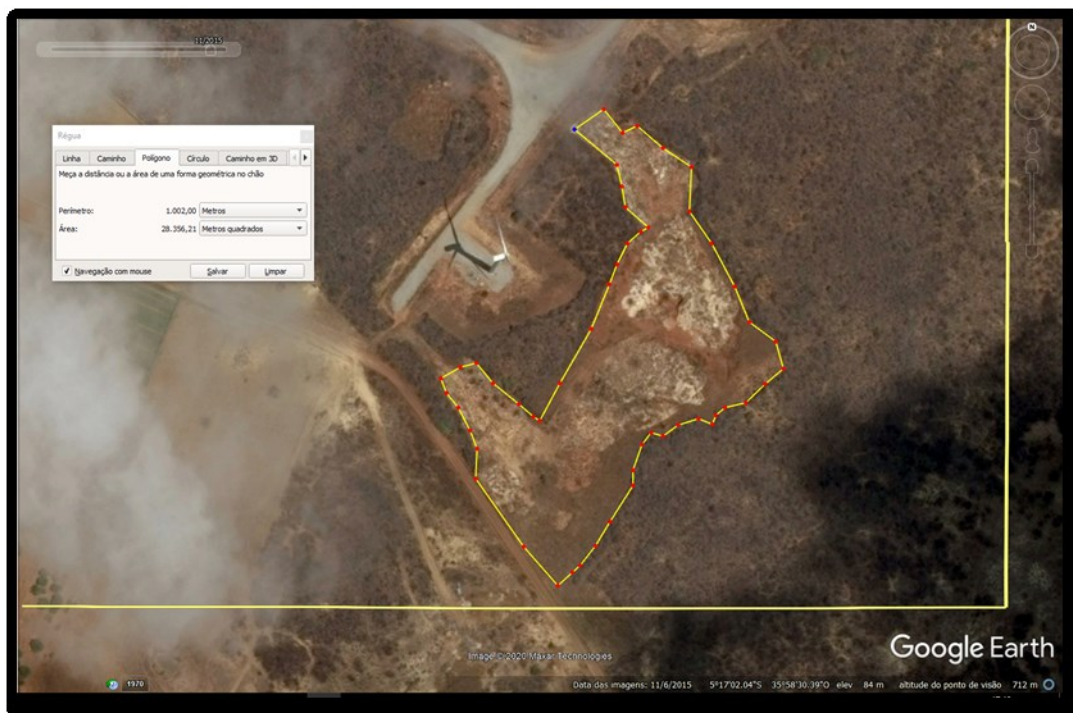 11/2015
N
Régua
Linha Caminho Polígono Círculo Caminho em 3D
Meça a distância ou a área de uma forma geométrica no chão
Perímetro: 1.002,00 Metros
Área: 28.356,21 Metros quadrados
Navegação com mouse Salvar Limpar
Google Earth
Image © 2020 Maxar Technologies
1970
Data das imagens: 11/6/2015 5°17'02.04"S 35°58'30.39"O elev 84 m altitude do ponto de visão 712 m